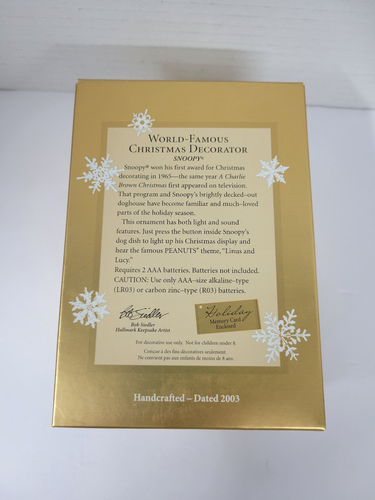 WORLD-FAMOUS
CHRISTMAS DECORATOR
SNOOPY®
Snoopy® won his first award for Christmas
decorating in 1965—the same year A Charlie
Brown Christmas first appeared on television.
That program and Snoopy's brightly decked-out
doghouse have become familiar and much-loved
parts of the holiday season.
This ornament has both light and sound
features. Just press the button inside Snoopy's
dog dish to light up his Christmas display and
hear the famous PEANUTS® theme, "Linus and
Lucy."
Requires 2 AAA batteries. Batteries not included.
CAUTION: Use only AAA-size alkaline-type
(LR03) or carbon zinc-type (R03) batteries.
Bob Siedler
Bob Siedler
Hallmark Keepsake Artist
Holiday
Memory Card
Enclosed
For decorative use only. Not for children under 8.
Conçue à des fins décoratives seulement.
Ne convient pas aux enfants de moins de 8 ans.
Handcrafted – Dated 2003